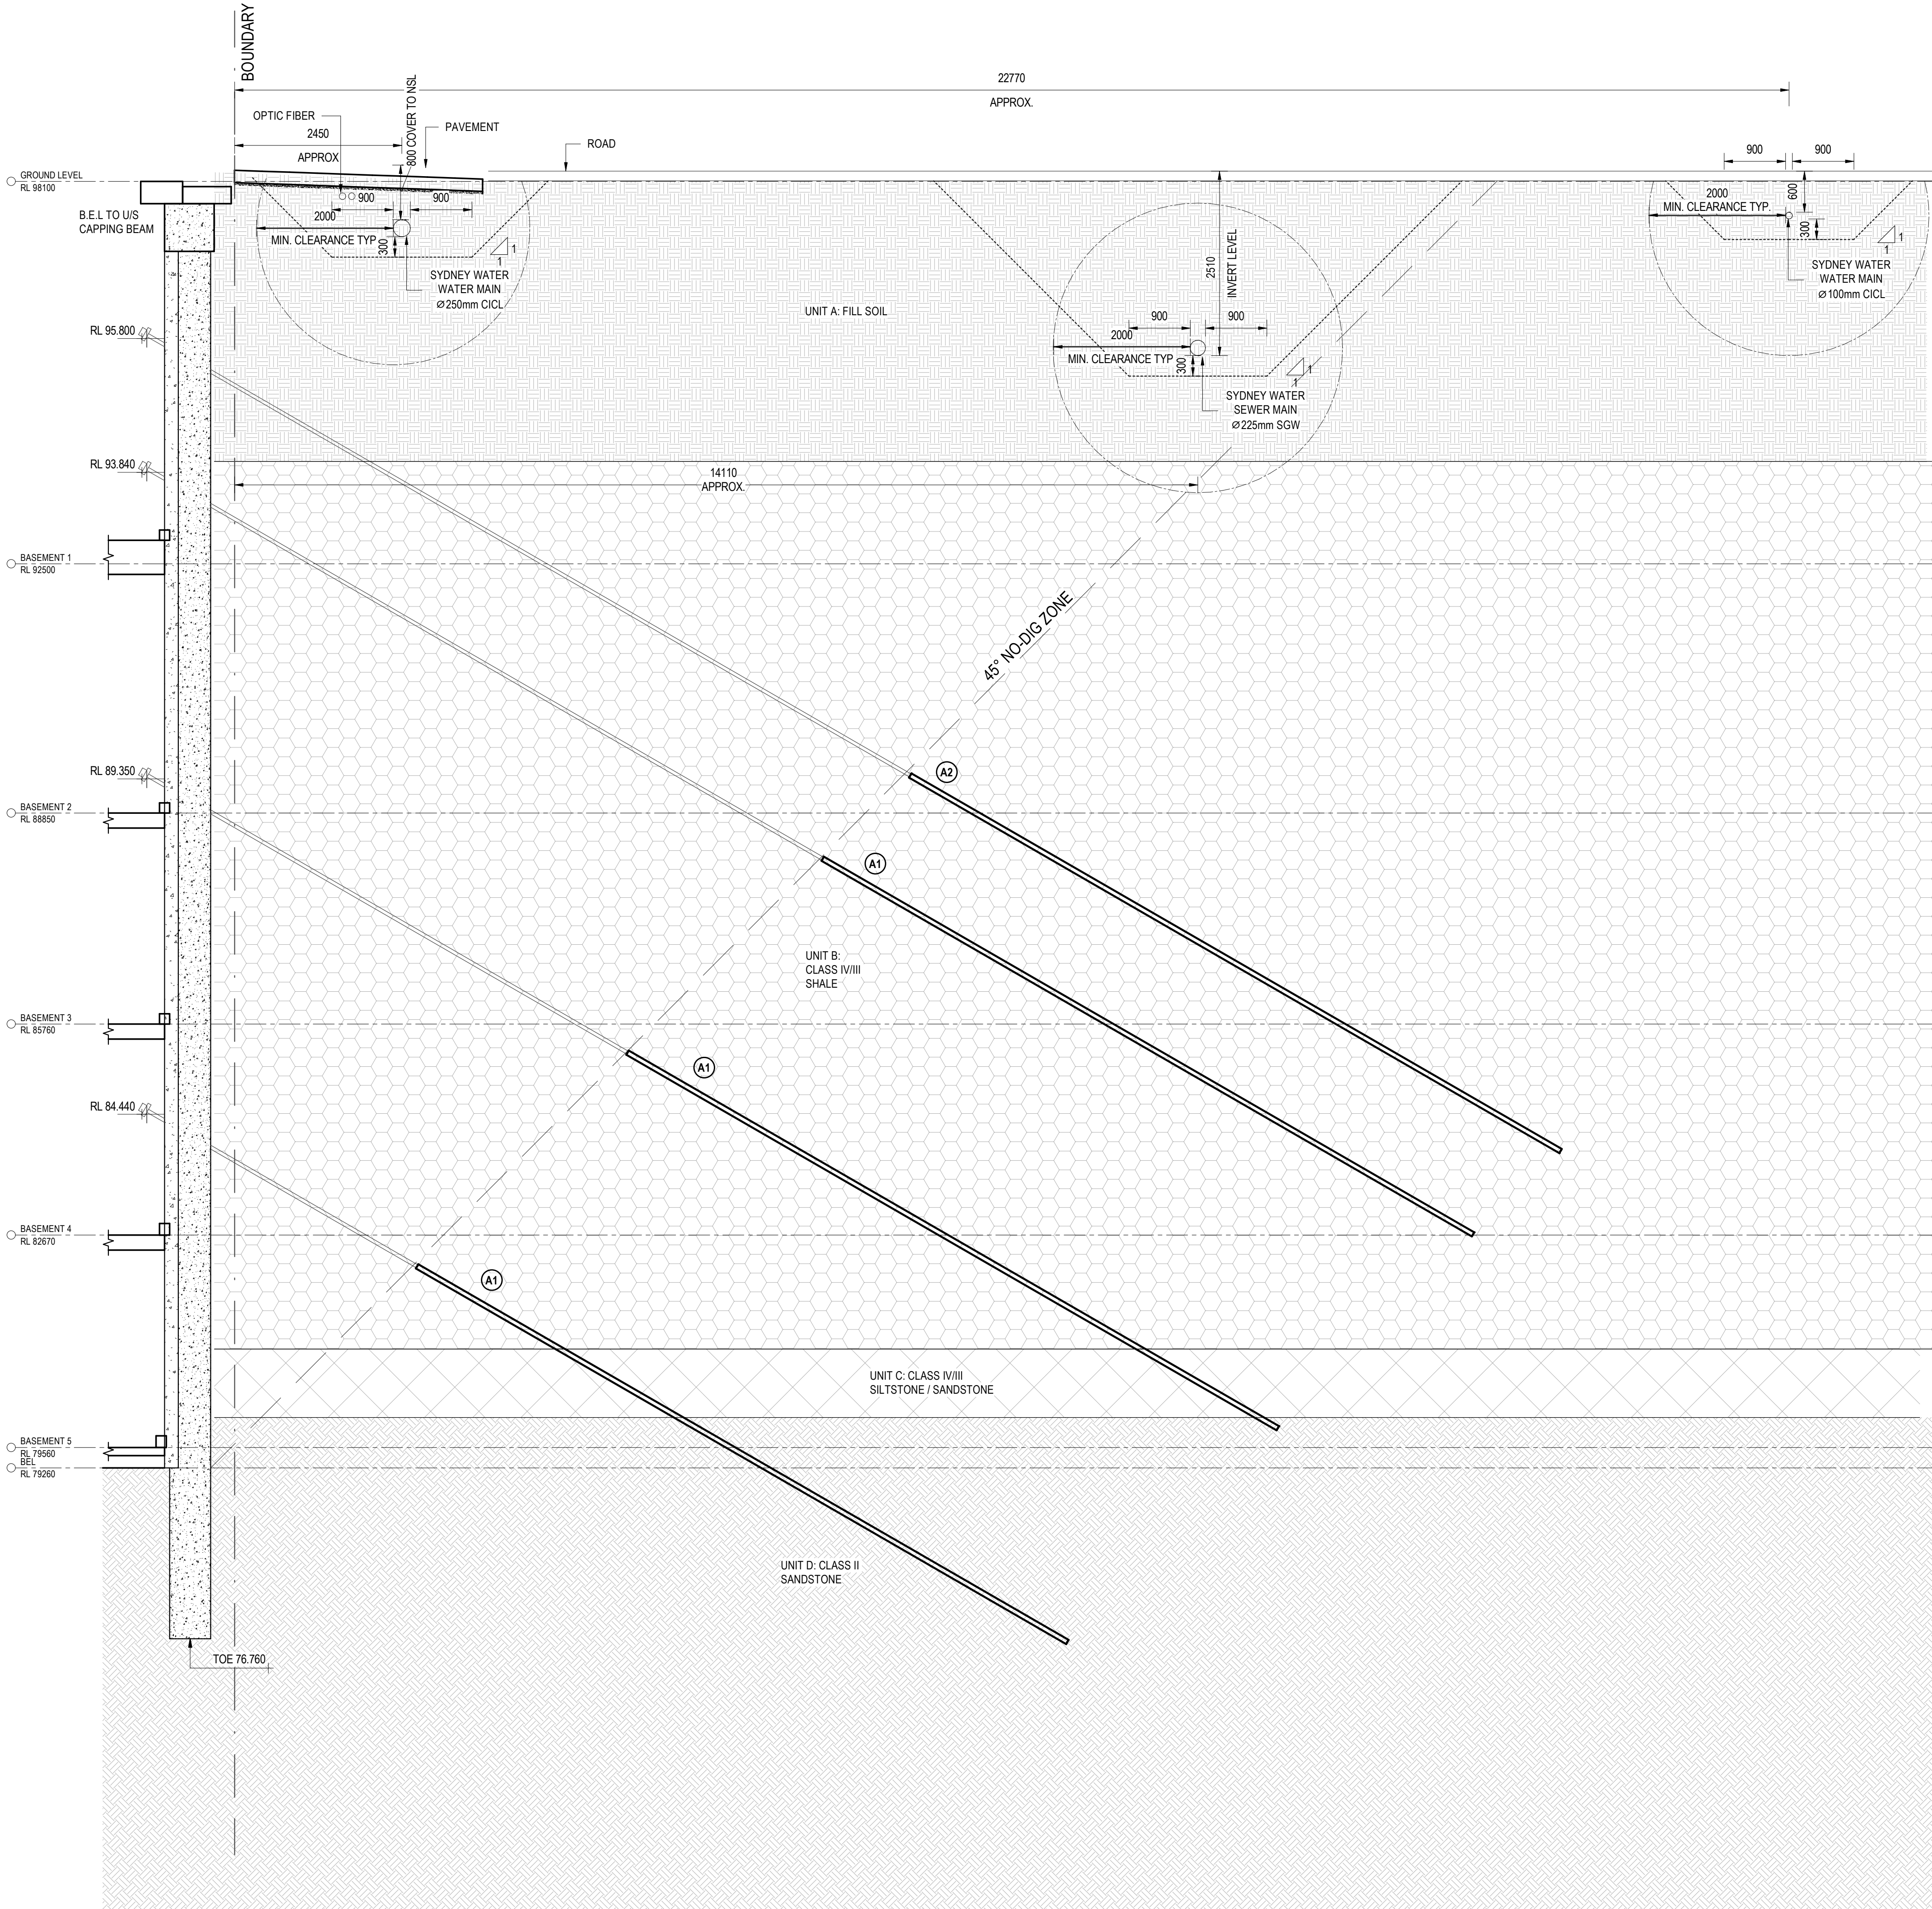 BOUNDARY
22770
APPROX.
OPTIC FIBER
2450
APPROX
800 COVER TO NSL
PAVEMENT
ROAD
GROUND LEVEL
RL 98100
B.E.L TO U/S
CAPPING BEAM
900
900
2000
MIN. CLEARANCE TYP
300
1
1
SYDNEY WATER
WATER MAIN
Ø250mm CICL
UNIT A: FILL SOIL
2510
INVERT LEVEL
900
900
2000
MIN. CLEARANCE TYP
300
1
1
SYDNEY WATER
SEWER MAIN
Ø225mm SGW
900
900
2000
MIN. CLEARANCE TYP.
600
300
1
1
SYDNEY WATER
WATER MAIN
Ø100mm CICL
RL 95.800
RL 93.840
14110
APPROX.
BASEMENT 1
RL 92500
45° NO-DIG ZONE
RL 89.350
A2
BASEMENT 2
RL 88850
A1
UNIT B:
CLASS IV/III
SHALE
BASEMENT 3
RL 85760
A1
RL 84.440
BASEMENT 4
RL 82670
A1
UNIT C: CLASS IV/III
SILTSTONE / SANDSTONE
BASEMENT 5
RL 79560
BEL
RL 79260
UNIT D: CLASS II
SANDSTONE
TOE 76.760